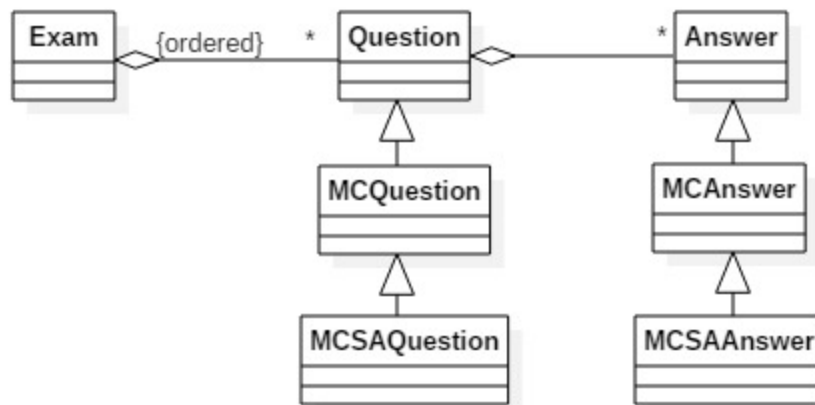 Exam
{ordered}
*
Question
*
Answer
MCQuestion
MCAnswer
MCSAQuestion
MCSAAnswer